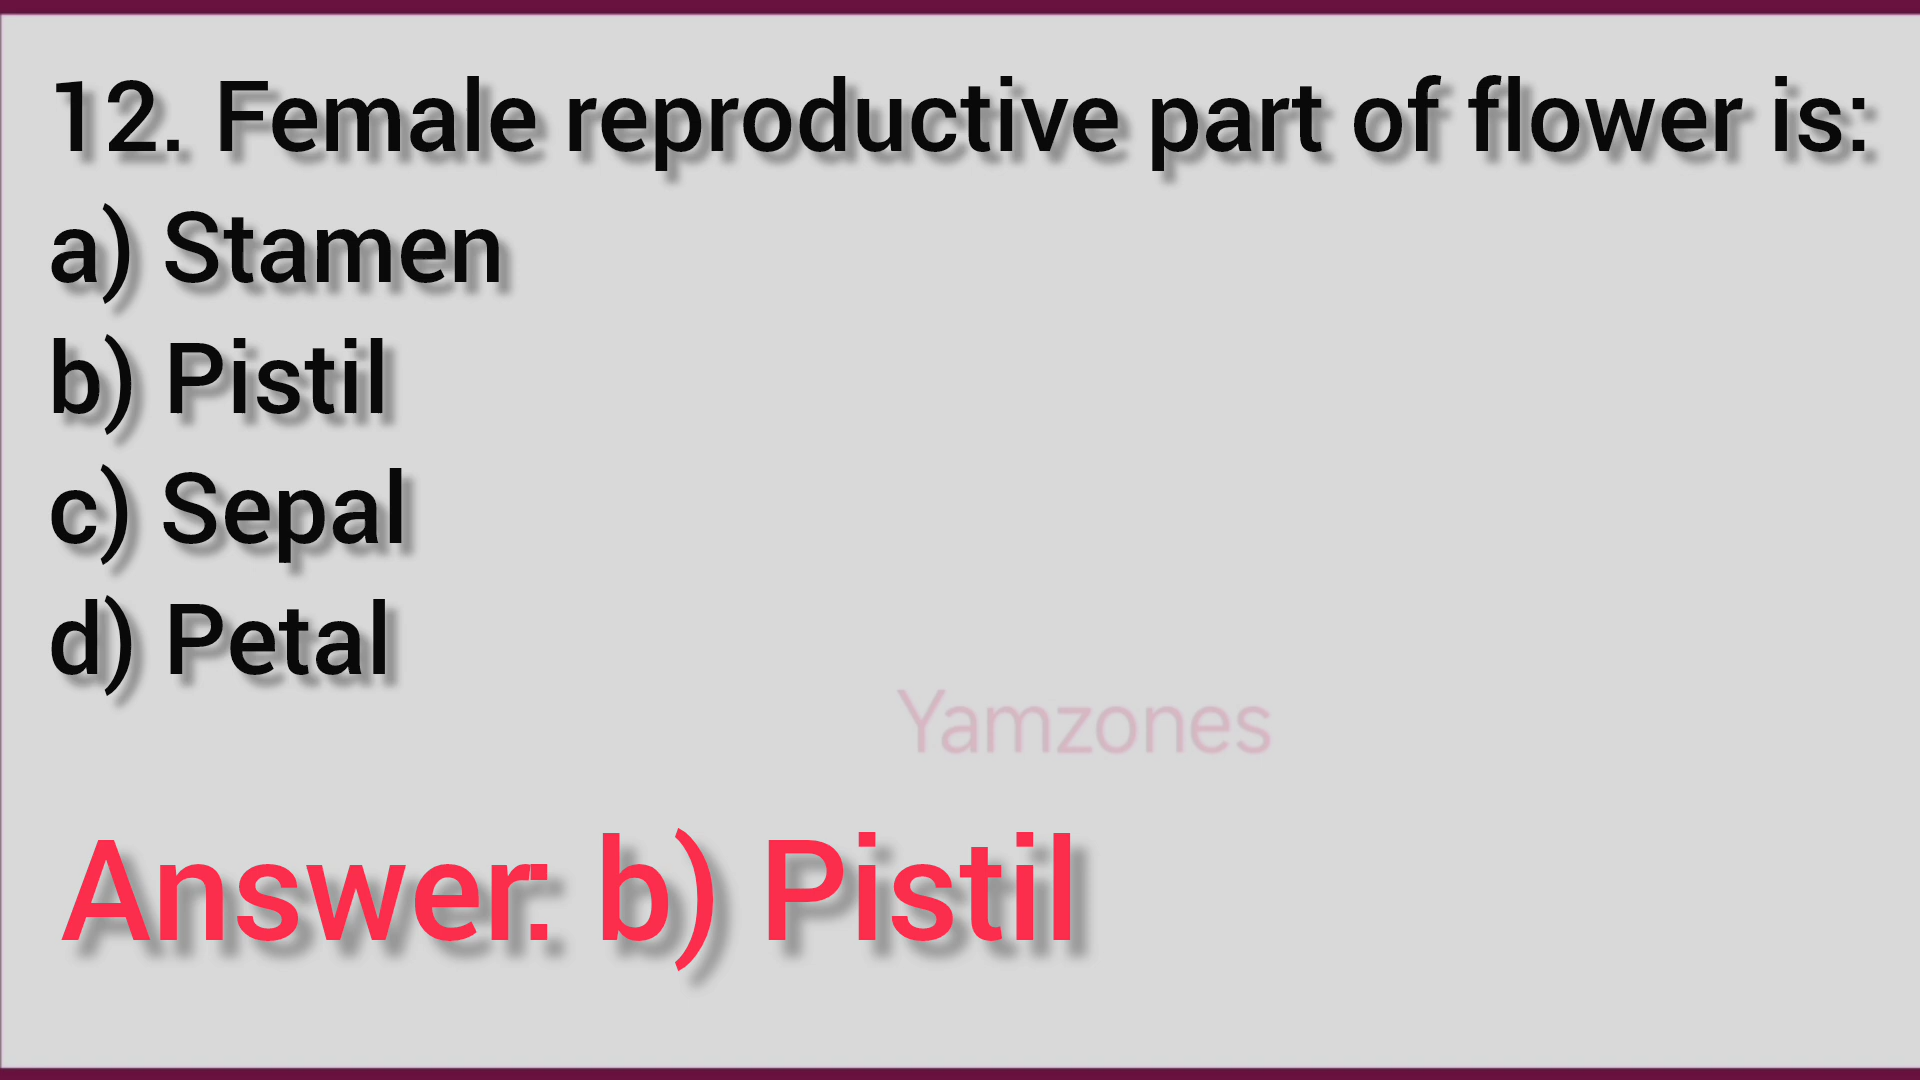 12. Female reproductive part of flower is:
a) Stamen
b) Pistil
c) Sepal
d) Petal
Yamzones
Answer: b) Pistil